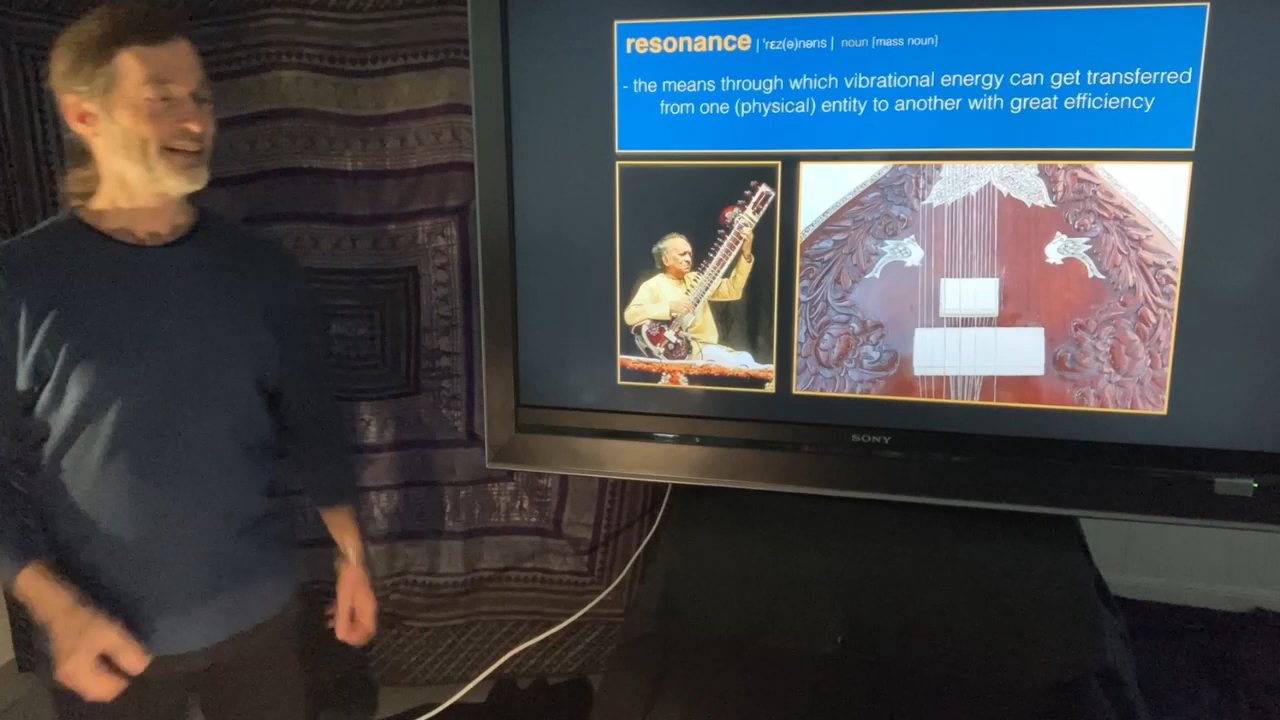 resonance | ˈrɛz(ə)nəns | noun [mass noun]
- the means through which vibrational energy can get transferred
from one (physical) entity to another with great efficiency
SONY